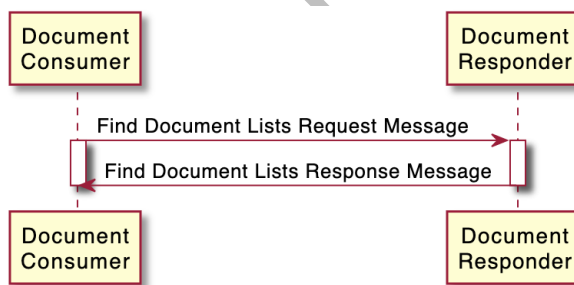 Document
Consumer
Document
Responder
Find Document Lists Request Message
Find Document Lists Response Message
Document
Consumer
Document
Responder